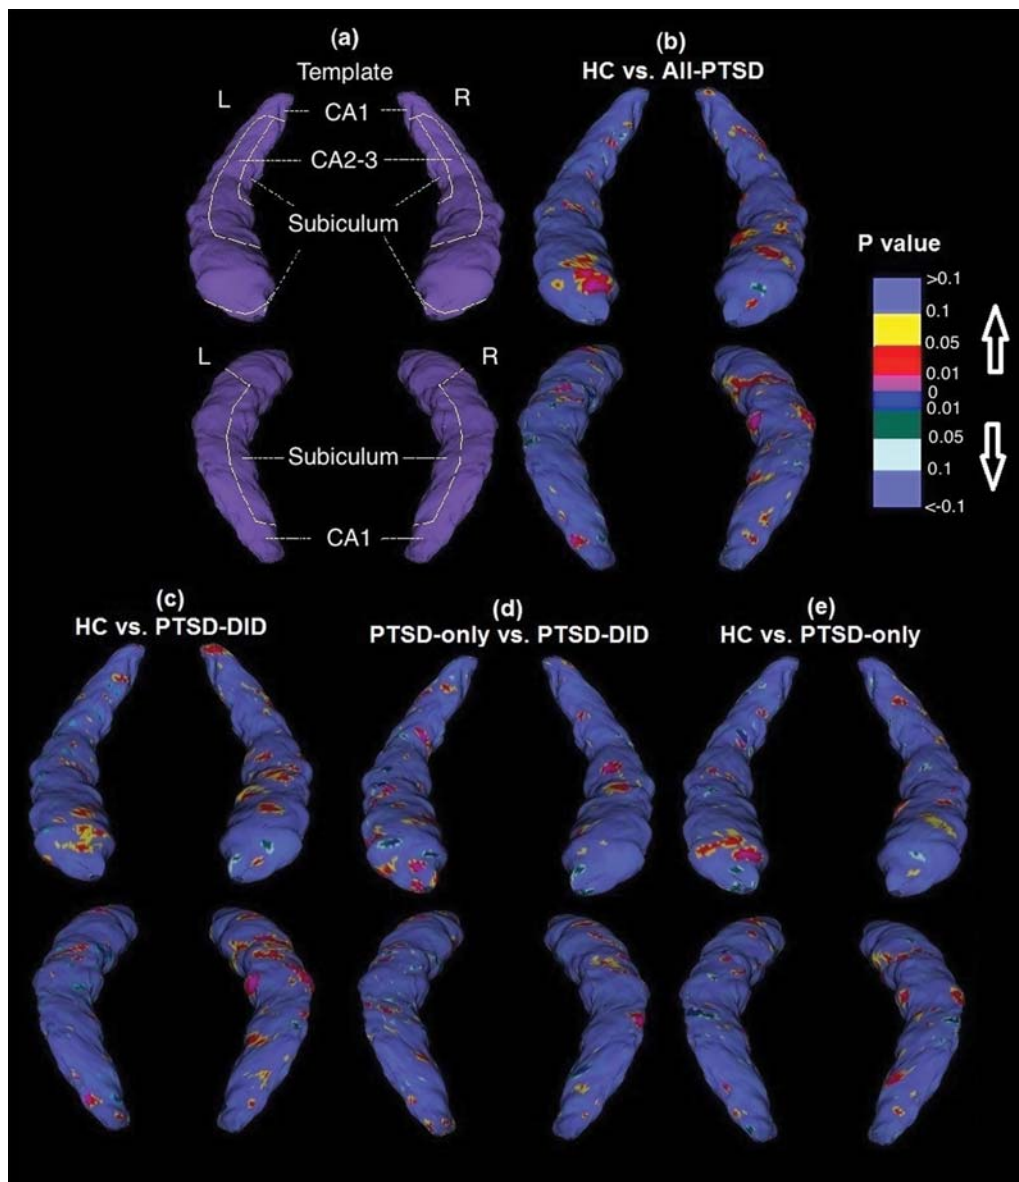 (a)
Template
L
R
CA1
CA2-3
Subiculum
L
R
Subiculum
CA1
(b)
HC vs. All-PTSD
P value
>0.1
0.1
0.05
0.01
0
0.01
0.05
0.1
<-0.1
(c)
HC vs. PTSD-DID
(d)
PTSD-only vs. PTSD-DID
(e)
HC vs. PTSD-only